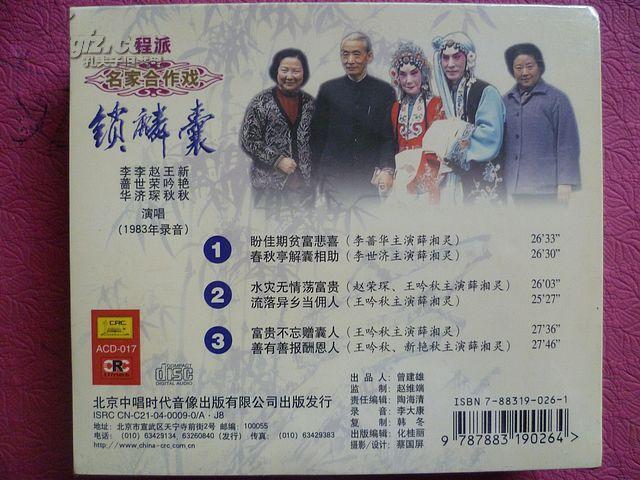 程派
名家合作戏
锁麟囊
李蔷华
李世济
赵荣琛
王吟秋
新艳秋
演唱
(1983年录音)
1
盼佳期贫富悲喜(李蔷华主演薛湘灵) 26'33"
春秋亭解囊相助(李世济主演薛湘灵) 26'30"
2
水灾无情荡富贵(赵荣琛、王吟秋主演薛湘灵) 26'03"
流落异乡当佣人(王吟秋主演薛湘灵) 25'27"
3
富贵不忘赠囊人(王吟秋主演薛湘灵) 27'36"
善有善报酬恩人(王吟秋、新艳秋主演薛湘灵) 27'46"
CRC
ACD-017
CRC
COMPACT
disc
DIGITAL AUDIO
北京中唱时代音像出版有限公司出版发行
ISRC CN-C21-04-0009-0/A·J8
地址: 北京市宣武区天宁寺前街2号 邮编: 100055
电话: (010) 63429134, 63260840 (发行) 传真: (010) 63429383
http://www.china-crc.com.cn
出品人: 曾建雄
监制: 赵维端
责任编辑: 陶海清
录音: 李大康
复制: 韩冬
出版编辑: 化桂丽
摄影/设计: 蔡国屏
ISBN 7-88319-026-1
9 787883 190264 >